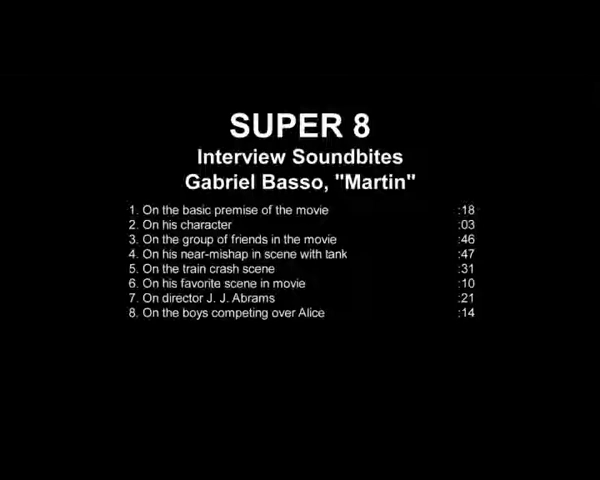 SUPER 8
Interview Soundbites
Gabriel Basso, "Martin"
1. On the basic premise of the movie :18
2. On his character :03
3. On the group of friends in the movie :46
4. On his near-mishap in scene with tank :47
5. On the train crash scene :31
6. On his favorite scene in movie :10
7. On director J. J. Abrams :21
8. On the boys competing over Alice :14